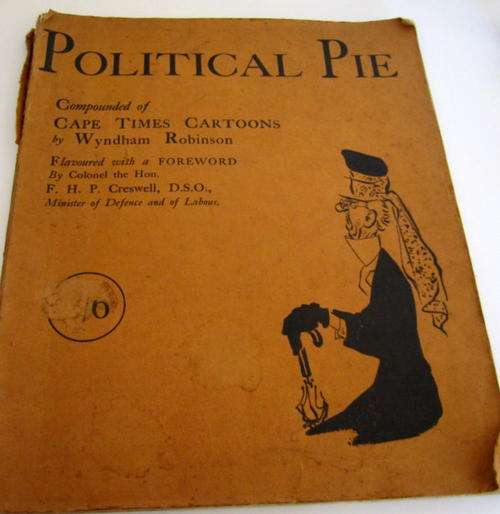 POLITICAL PIE
Compounded of
CAPE TIMES CARTOONS
by Wyndham Robinson
Flavoured with a FOREWORD
By Colonel the Hon.
F. H. P. Creswell, D.S.O.,
Minister of Defence and of Labour.
/0